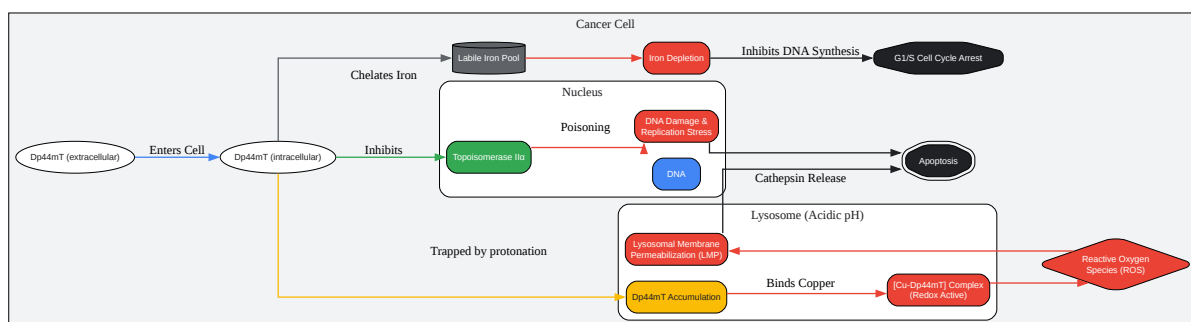 Cancer Cell
Labile Iron Pool
Iron Depletion
Inhibits DNA Synthesis
G1/S Cell Cycle Arrest
Chelates Iron
Nucleus
DNA Damage &
Replication Stress
Poisoning
Dp44mT (extracellular)
Enters Cell
Dp44mT (intracellular)
Inhibits
Topoisomerase IIα
DNA
Cathepsin Release
Apoptosis
Lysosome (Acidic pH)
Trapped by protonation
Lysosomal Membrane
Permeabilization (LMP)
Reactive Oxygen
Species (ROS)
Dp44mT Accumulation
Binds Copper
[Cu-Dp44mT] Complex
(Redox Active)